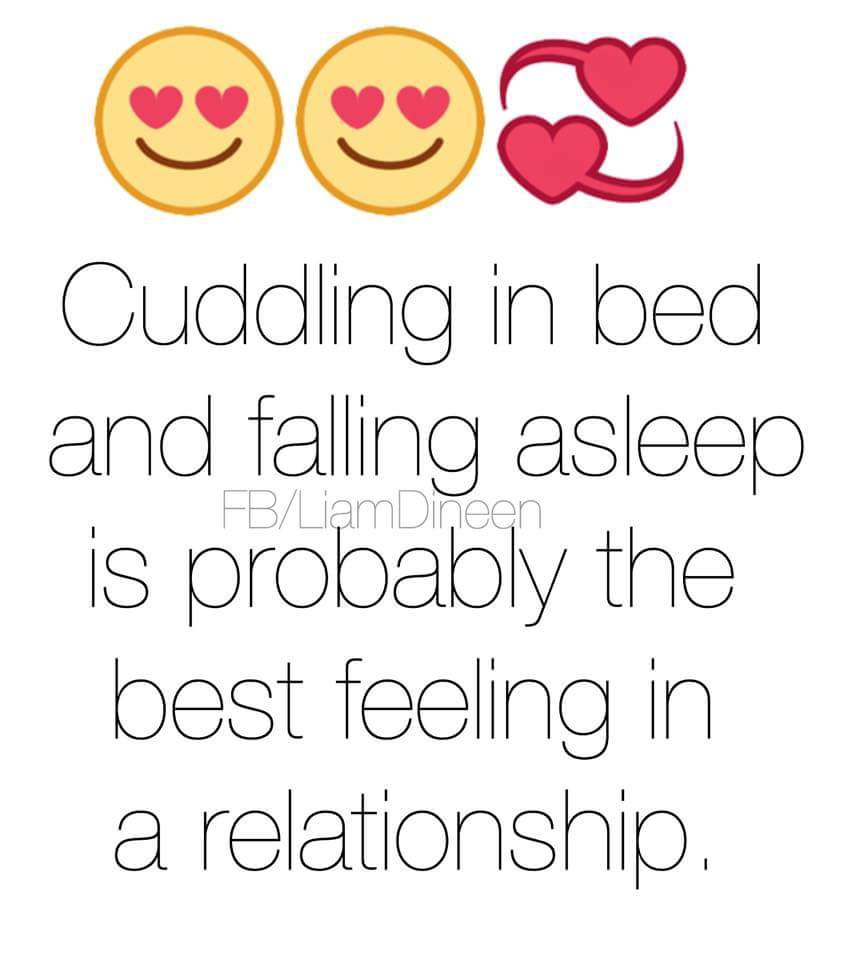 Cuddling in bed
and falling asleep
FB/LiamDineen
is probably the
best feeling in
a relationship.